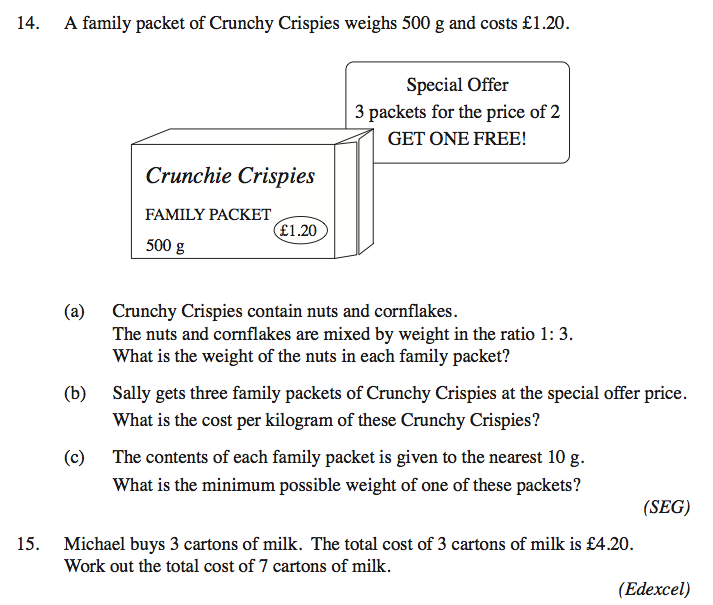 14. A family packet of Crunchy Crispies weighs 500 g and costs £1.20.
Special Offer
3 packets for the price of 2
GET ONE FREE!
Crunchie Crispies
FAMILY PACKET
£1.20
500 g
(a) Crunchy Crispies contain nuts and cornflakes.
The nuts and cornflakes are mixed by weight in the ratio 1: 3.
What is the weight of the nuts in each family packet?
(b) Sally gets three family packets of Crunchy Crispies at the special offer price.
What is the cost per kilogram of these Crunchy Crispies?
(c) The contents of each family packet is given to the nearest 10 g.
What is the minimum possible weight of one of these packets?
(SEG)
15. Michael buys 3 cartons of milk. The total cost of 3 cartons of milk is £4.20.
Work out the total cost of 7 cartons of milk.
(Edexcel)